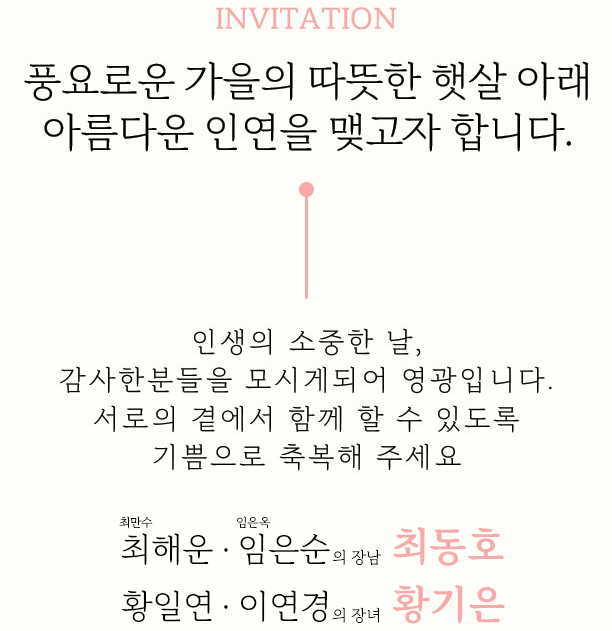 INVITATION
풍요로운 가을의 따뜻한 햇살 아래
아름다운 인연을 맺고자 합니다.
인생의 소중한 날,
감사한분들을 모시게되어 영광입니다.
서로의 곁에서 함께 할 수 있도록
기쁨으로 축복해 주세요
최만수 임은옥
최해운 · 임은순의 장남 최동호
황일연 · 이연경의 장녀 황기은